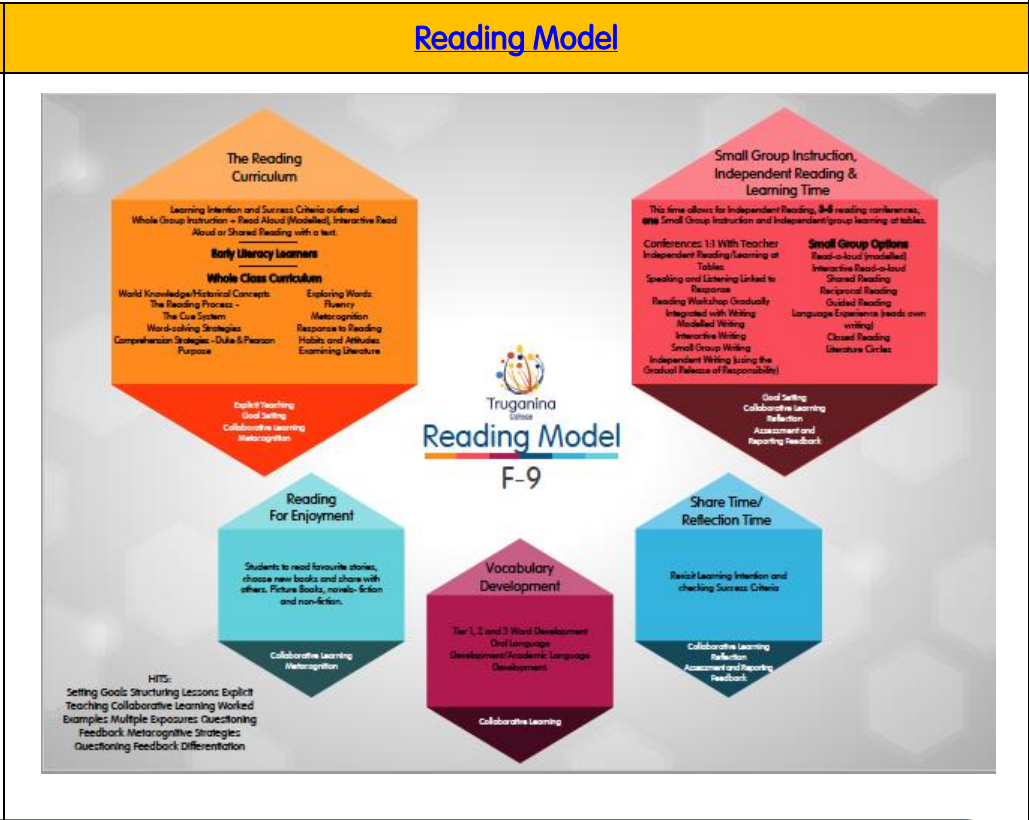 Reading Model
The Reading
Curriculum
Learning Intention and Success Criteria outlined
Whole Group Instruction + Read Aloud (Modelled), Interactive Read
Aloud or Shared Reading with a text.
Early Literacy Learners
Whole Class Curriculum
World Knowledge/Historical Concepts
The Reading Process -
The Cue System
Word-solving Strategies
Comprehension Strategies - Duke & Pearson
Purpose
Exploring Words
Fluency
Metacognition
Response to Reading
Habits and Attitudes
Examining Literature
Explicit Teaching
Goal Setting
Collaborative Learning
Metacognition
Small Group Instruction,
Independent Reading &
Learning Time
This time allows for Independent Reading, 3-5 reading conferences,
one Small Group Instruction and Independent/group learning at tables.
Conferences 1:1 With Teacher
Independent Reading/Learning at
Tables
Speaking and Listening Linked to
Response
Reading Workshop Gradually
Integrated with Writing
Modelled Writing
Interactive Writing
Small Group Writing
Independent Writing (using the
Gradual Release of Responsibility)
Small Group Options
Read-a-loud (modelled)
Interactive Read-a-loud
Shared Reading
Reciprocal Reading
Guided Reading
Language Experience (reads own
writing)
Closed Reading
Literature Circles
Goal Setting
Collaborative Learning
Reflection
Assessment and
Reporting Feedback
Truganina
College
Reading Model
F-9
Reading
For Enjoyment
Students to read favourite stories,
choose new books and share with
others. Picture Books, novels- fiction
and non-fiction.
Collaborative Learning
Metacognition
Vocabulary
Development
Tier 1, 2 and 3 Word Development
Oral Language
Development/Academic Language
Development
Collaborative Learning
Share Time/
Reflection Time
Revisit Learning Intention and
checking Success Criteria
Collaborative Learning
Reflection
Assessment and Reporting
Feedback
HITS:
Setting Goals Structuring Lessons Explicit
Teaching Collaborative Learning Worked
Examples Multiple Exposures Questioning
Feedback Metacognitive Strategies
Questioning Feedback Differentiation